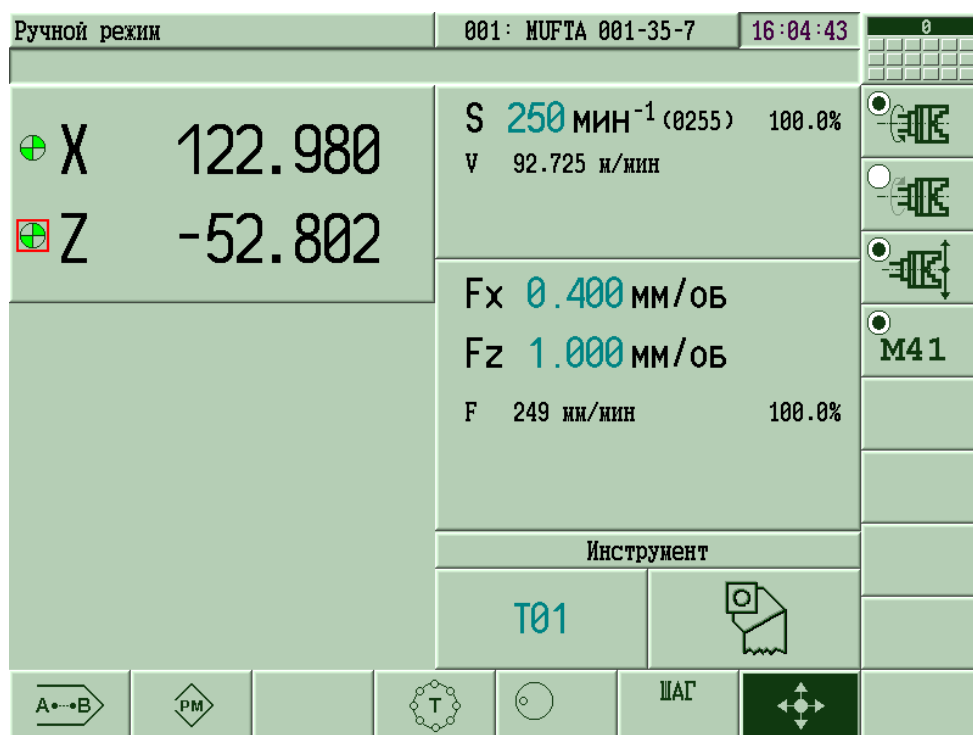 Ручной режим
001: MUFTA 001-35-7
16:04:43
0
X 122.980
Z -52.802
S 250 мин-1 (0255) 100.0%
V 92.725 м/мин
Fx 0.400 мм/об
Fz 1.000 мм/об
F 249 мм/мин 100.0%
M41
Инструмент
T01
A B
PM
T
ШАГ